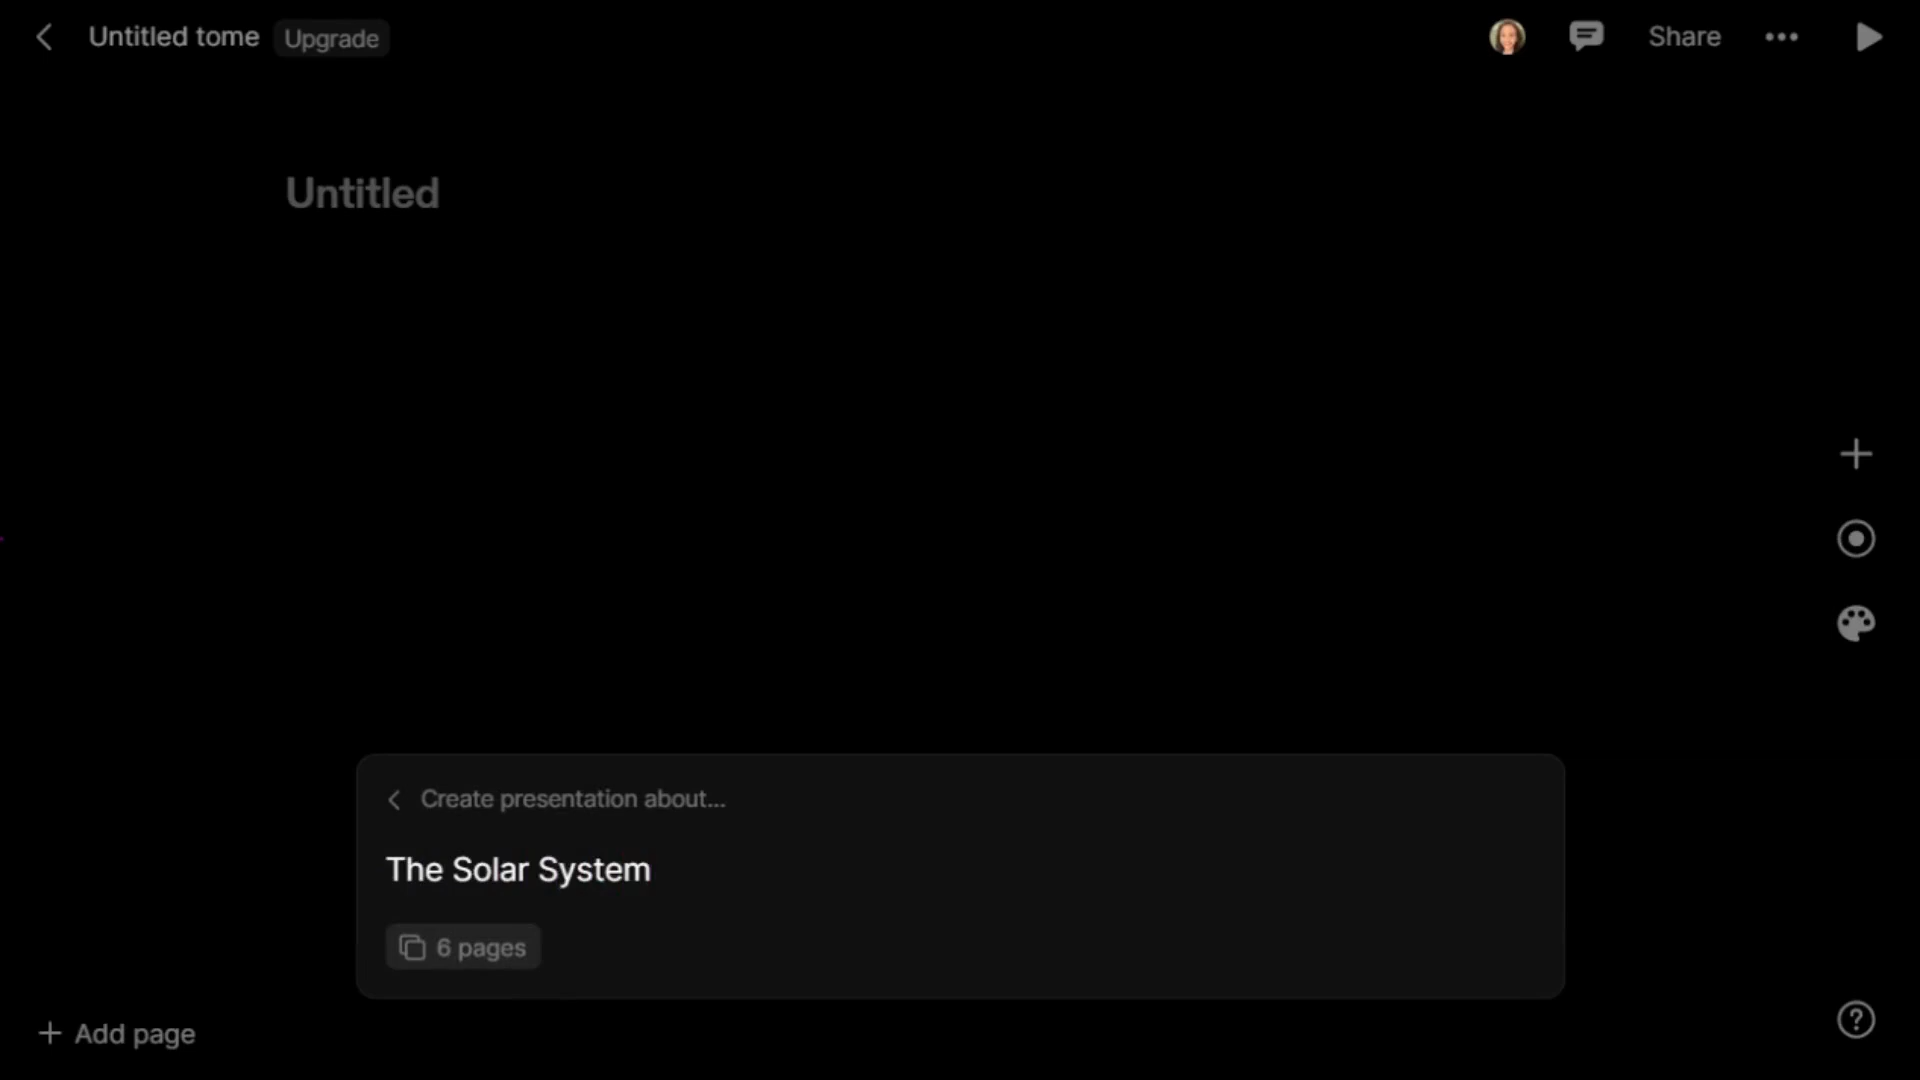 Untitled tome Upgrade Share
Untitled
Create presentation about...
The Solar System
6 pages
+ Add page